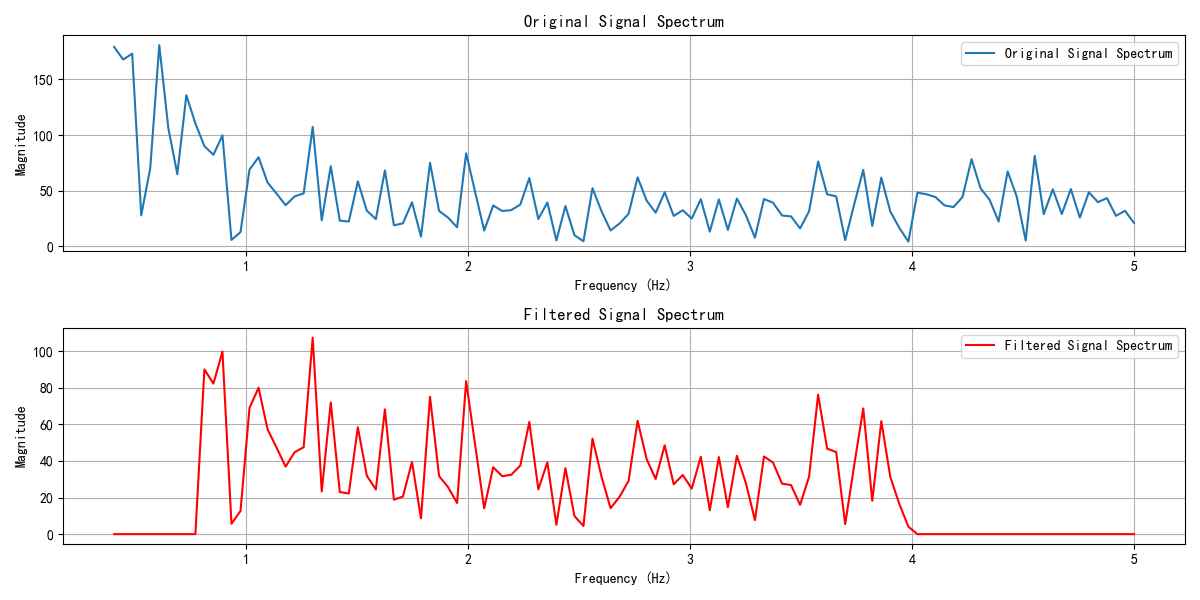 Original Signal Spectrum
Original Signal Spectrum
Magnitude
150
100
50
0
1
2
3
4
5
Frequency (Hz)
Filtered Signal Spectrum
Filtered Signal Spectrum
Magnitude
100
80
60
40
20
0
1
2
3
4
5
Frequency (Hz)